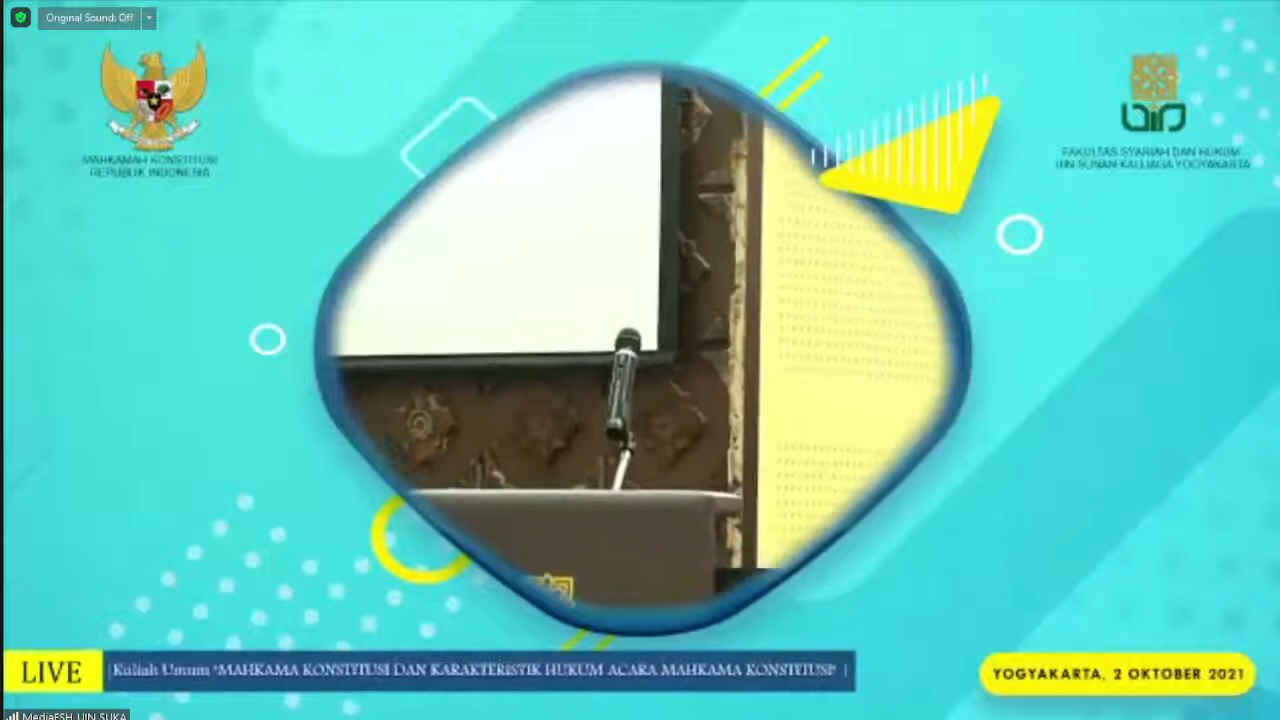 Original Sound: Off
MAHKAMAH KONSTITUSI
REPUBLIK INDONESIA
uin
FAKULTAS SYARIAH DAN HUKUM
UIN SUNAN KALIJAGA YOGYAKARTA
LIVE
Kuliah Umum "MAHKAMA KONSTITUSI DAN KARAKTERISTIK HUKUM ACARA MAHKAMA KONSTITUSI"
YOGYAKARTA, 2 OKTOBER 2021
MediaFSH_UIN SUKA